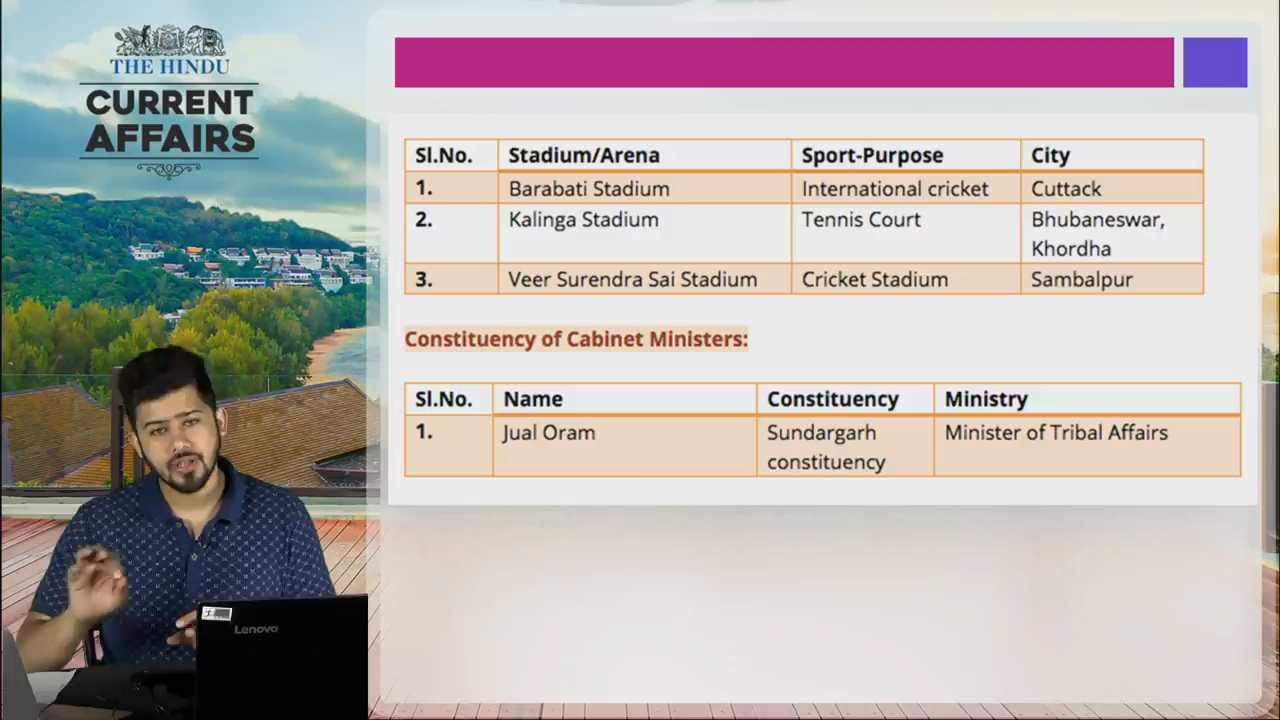 THE HINDU
CURRENT
AFFAIRS
Sl.No. Stadium/Arena Sport-Purpose City
1. Barabati Stadium International cricket Cuttack
2. Kalinga Stadium Tennis Court Bhubaneswar,
Khordha
3. Veer Surendra Sai Stadium Cricket Stadium Sambalpur
Constituency of Cabinet Ministers:
Sl.No. Name Constituency Ministry
1. Jual Oram Sundargarh Minister of Tribal Affairs
constituency
Lenovo